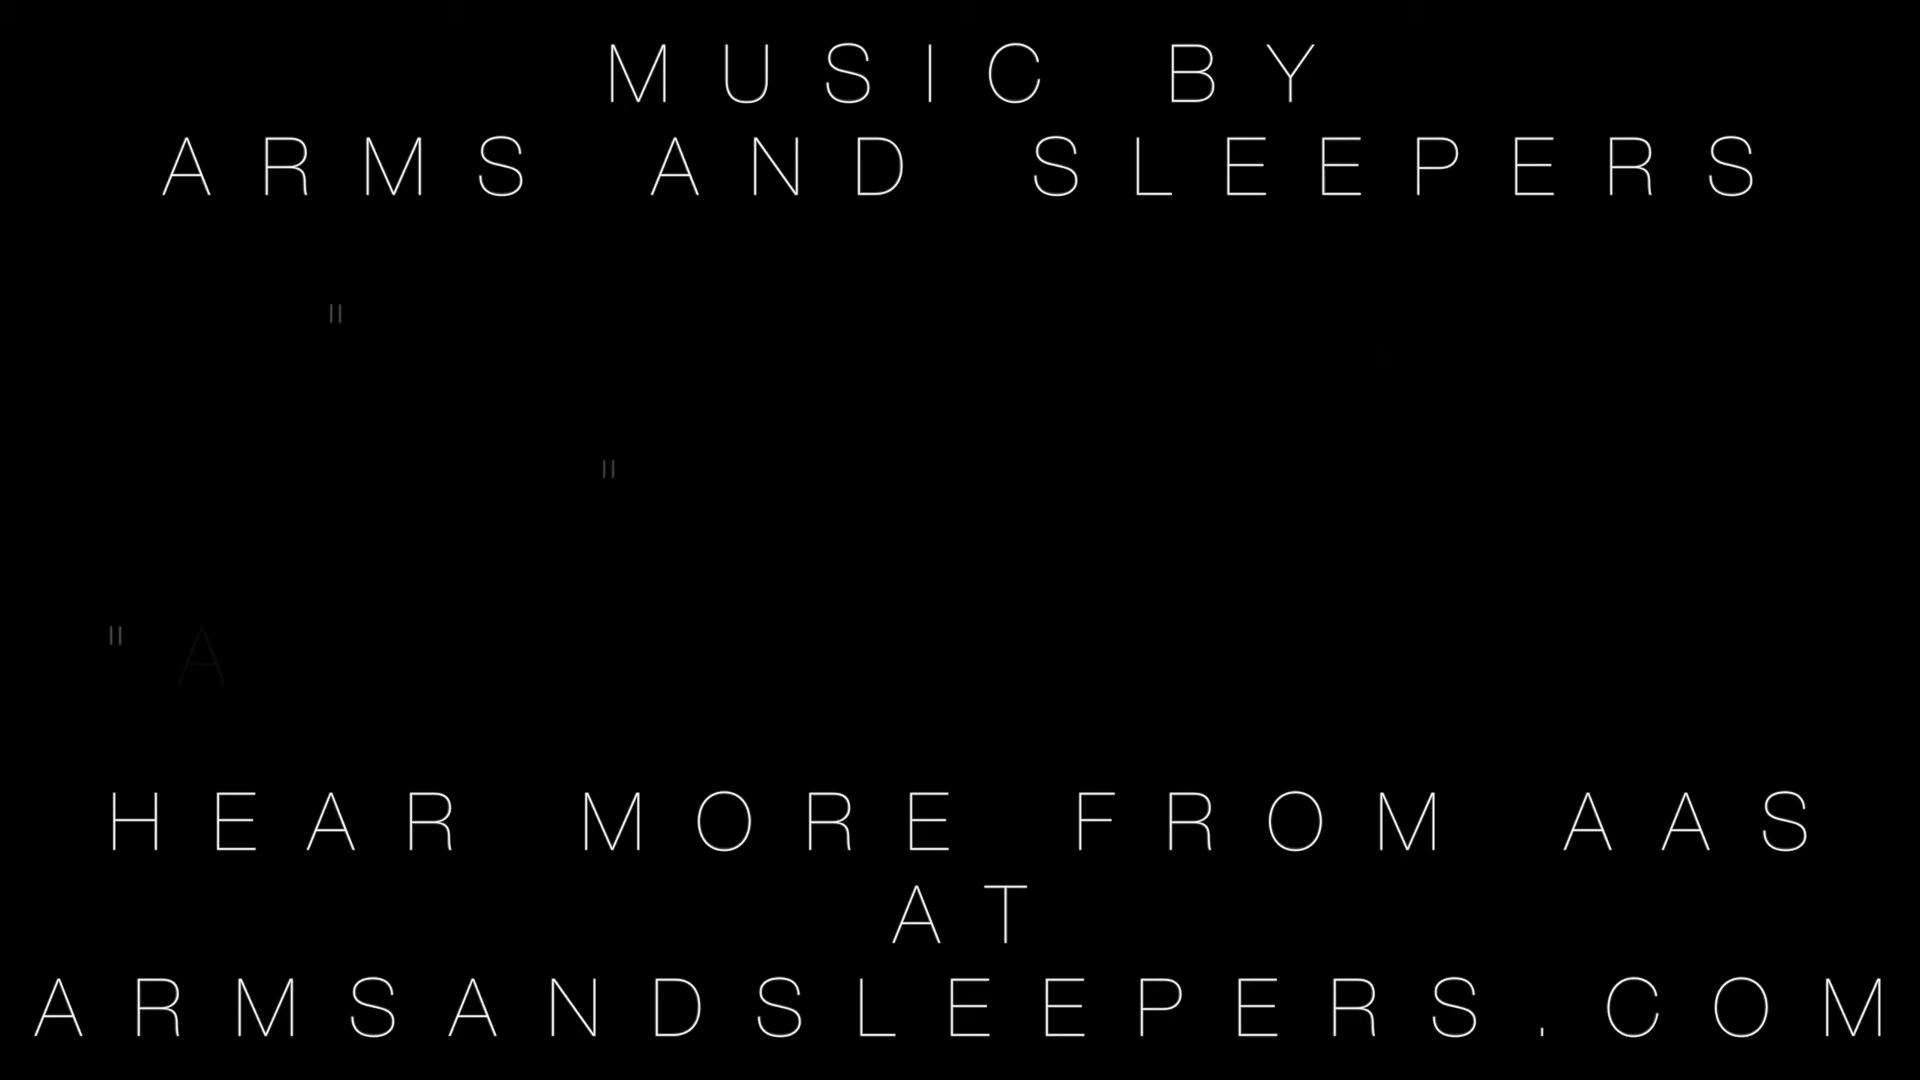 MUSIC BY
ARMS AND SLEEPERS
"
"
" A
HEAR MORE FROM AAS
AT
ARMSANDSLEEPERS.COM